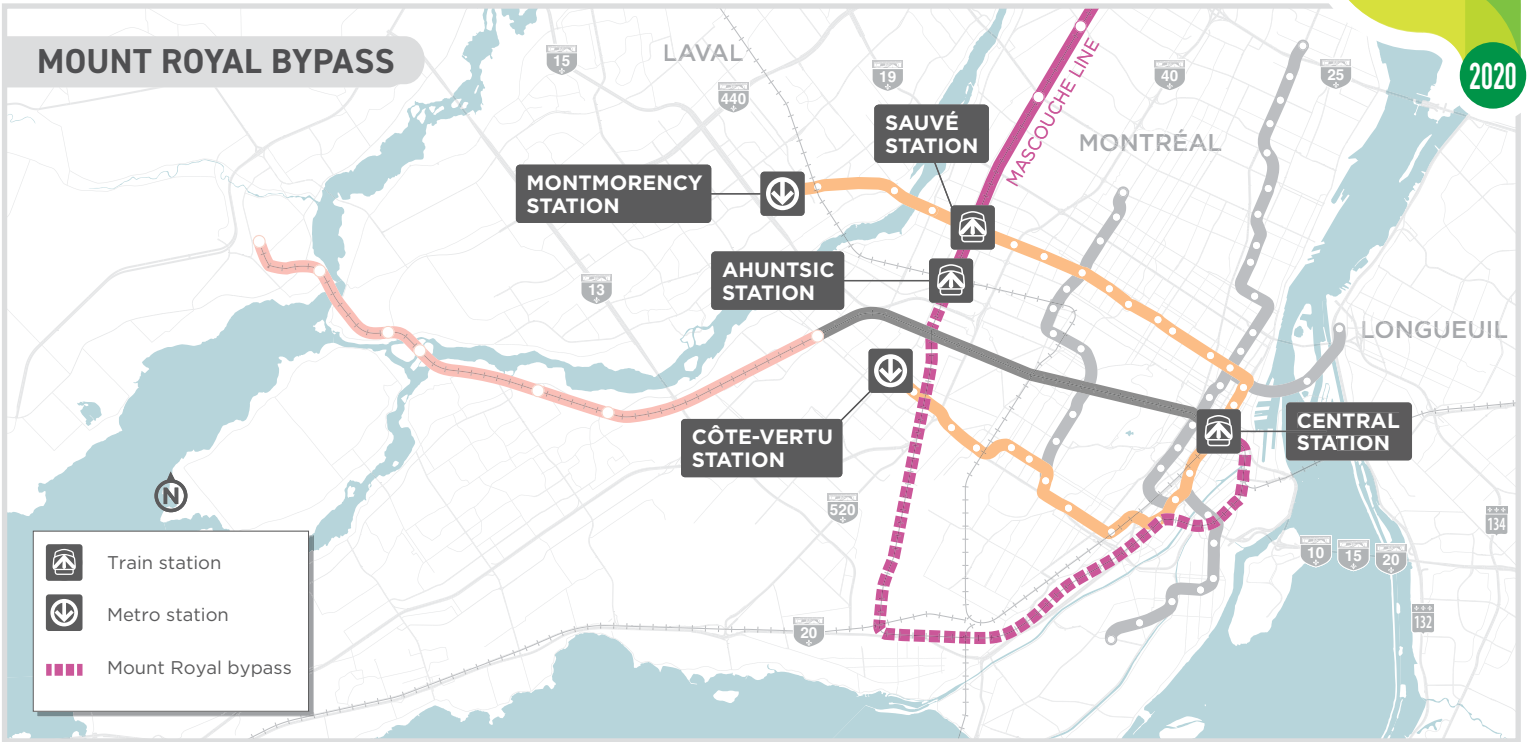 MOUNT ROYAL BYPASS
2020
15
LAVAL
440
19
40
25
MASCOUCHE LINE
SAUVÉ
STATION
MONTRÉAL
MONTMORENCY
STATION
AHUNTSIC
STATION
13
LONGUEUIL
CÔTE-VERTU
STATION
CENTRAL
STATION
N
520
134
10
15
20
132
20
Train station
Metro station
Mount Royal bypass